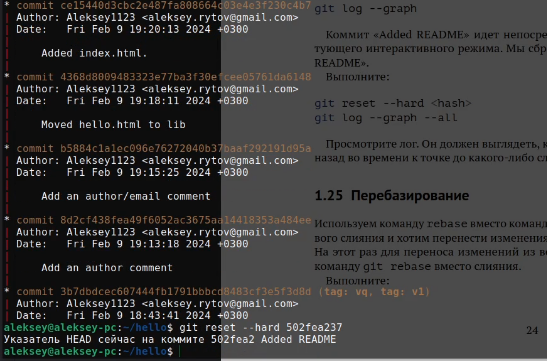 * commit ce15440d3cbc2e487fa808664c03e4e3f230c4b7
Author: Aleksey1123 <aleksey.rytov@gmail.com>
Date: Fri Feb 9 19:20:13 2024 +0300
Added index.html.
* commit 4368d8009483323e77ba3f30efcee05761da6148
Author: Aleksey1123 <aleksey.rytov@gmail.com>
Date: Fri Feb 9 19:18:11 2024 +0300
Moved hello.html to lib
* commit b5884c1a1ec096e76272040b37baaf292191d95a
Author: Aleksey1123 <aleksey.rytov@gmail.com>
Date: Fri Feb 9 19:15:25 2024 +0300
Add an author/email comment
* commit 8d2cf438fea49f6052ac3675aa14418353a484ee
Author: Aleksey1123 <aleksey.rytov@gmail.com>
Date: Fri Feb 9 19:13:18 2024 +0300
Add an author comment
* commit 3b7dbdcec607444fb1791bbbcd8483cf3e5f3d8d (tag: vq, tag: v1)
Author: Aleksey1123 <aleksey.rytov@gmail.com>
Date: Fri Feb 9 18:43:41 2024 +0300
aleksey@aleksey-pc:~/hello$ git reset --hard 502fea237
Указатель HEAD сейчас на коммите 502fea2 Added README
aleksey@aleksey-pc:~/hello$
git log --graph
Коммит «Added README» идет непосре
тующего интерактивного режима. Мы сбр
README».
Выполните:
git reset --hard <hash>
git log --graph --all
Просмотрите лог. Он должен выглядеть, к
назад во времени к точке до какого-либо сл
1.25 Перебазирование
Используем команду rebase вместо команд
вого слияния и хотим перенести изменения
На этот раз для переноса изменений из ве
команду git rebase вместо слияния.
Выполните:
24